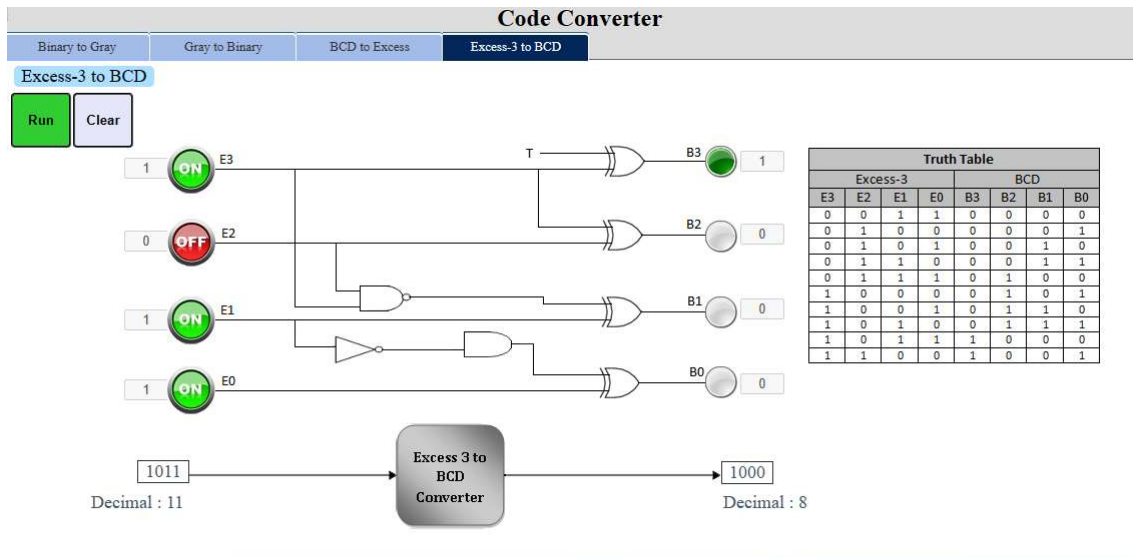 Code Converter
Binary to Gray Gray to Binary BCD to Excess Excess-3 to BCD
Excess-3 to BCD
Run Clear
1 ON E3 T B3 1
0 OFF E2 B2 0
1 ON E1 B1 0
1 ON E0 B0 0
Truth Table
Excess-3 BCD
E3 E2 E1 E0 B3 B2 B1 B0
0 0 1 1 0 0 0 0
0 1 0 0 0 0 0 1
0 1 0 1 0 0 1 0
0 1 1 0 0 0 1 1
0 1 1 1 0 1 0 0
1 0 0 0 0 1 0 1
1 0 0 1 0 1 1 0
1 0 1 0 0 1 1 1
1 0 1 1 1 0 0 0
1 1 0 0 1 0 0 1
Excess 3 to
BCD
Converter
1011 1000
Decimal : 11 Decimal : 8